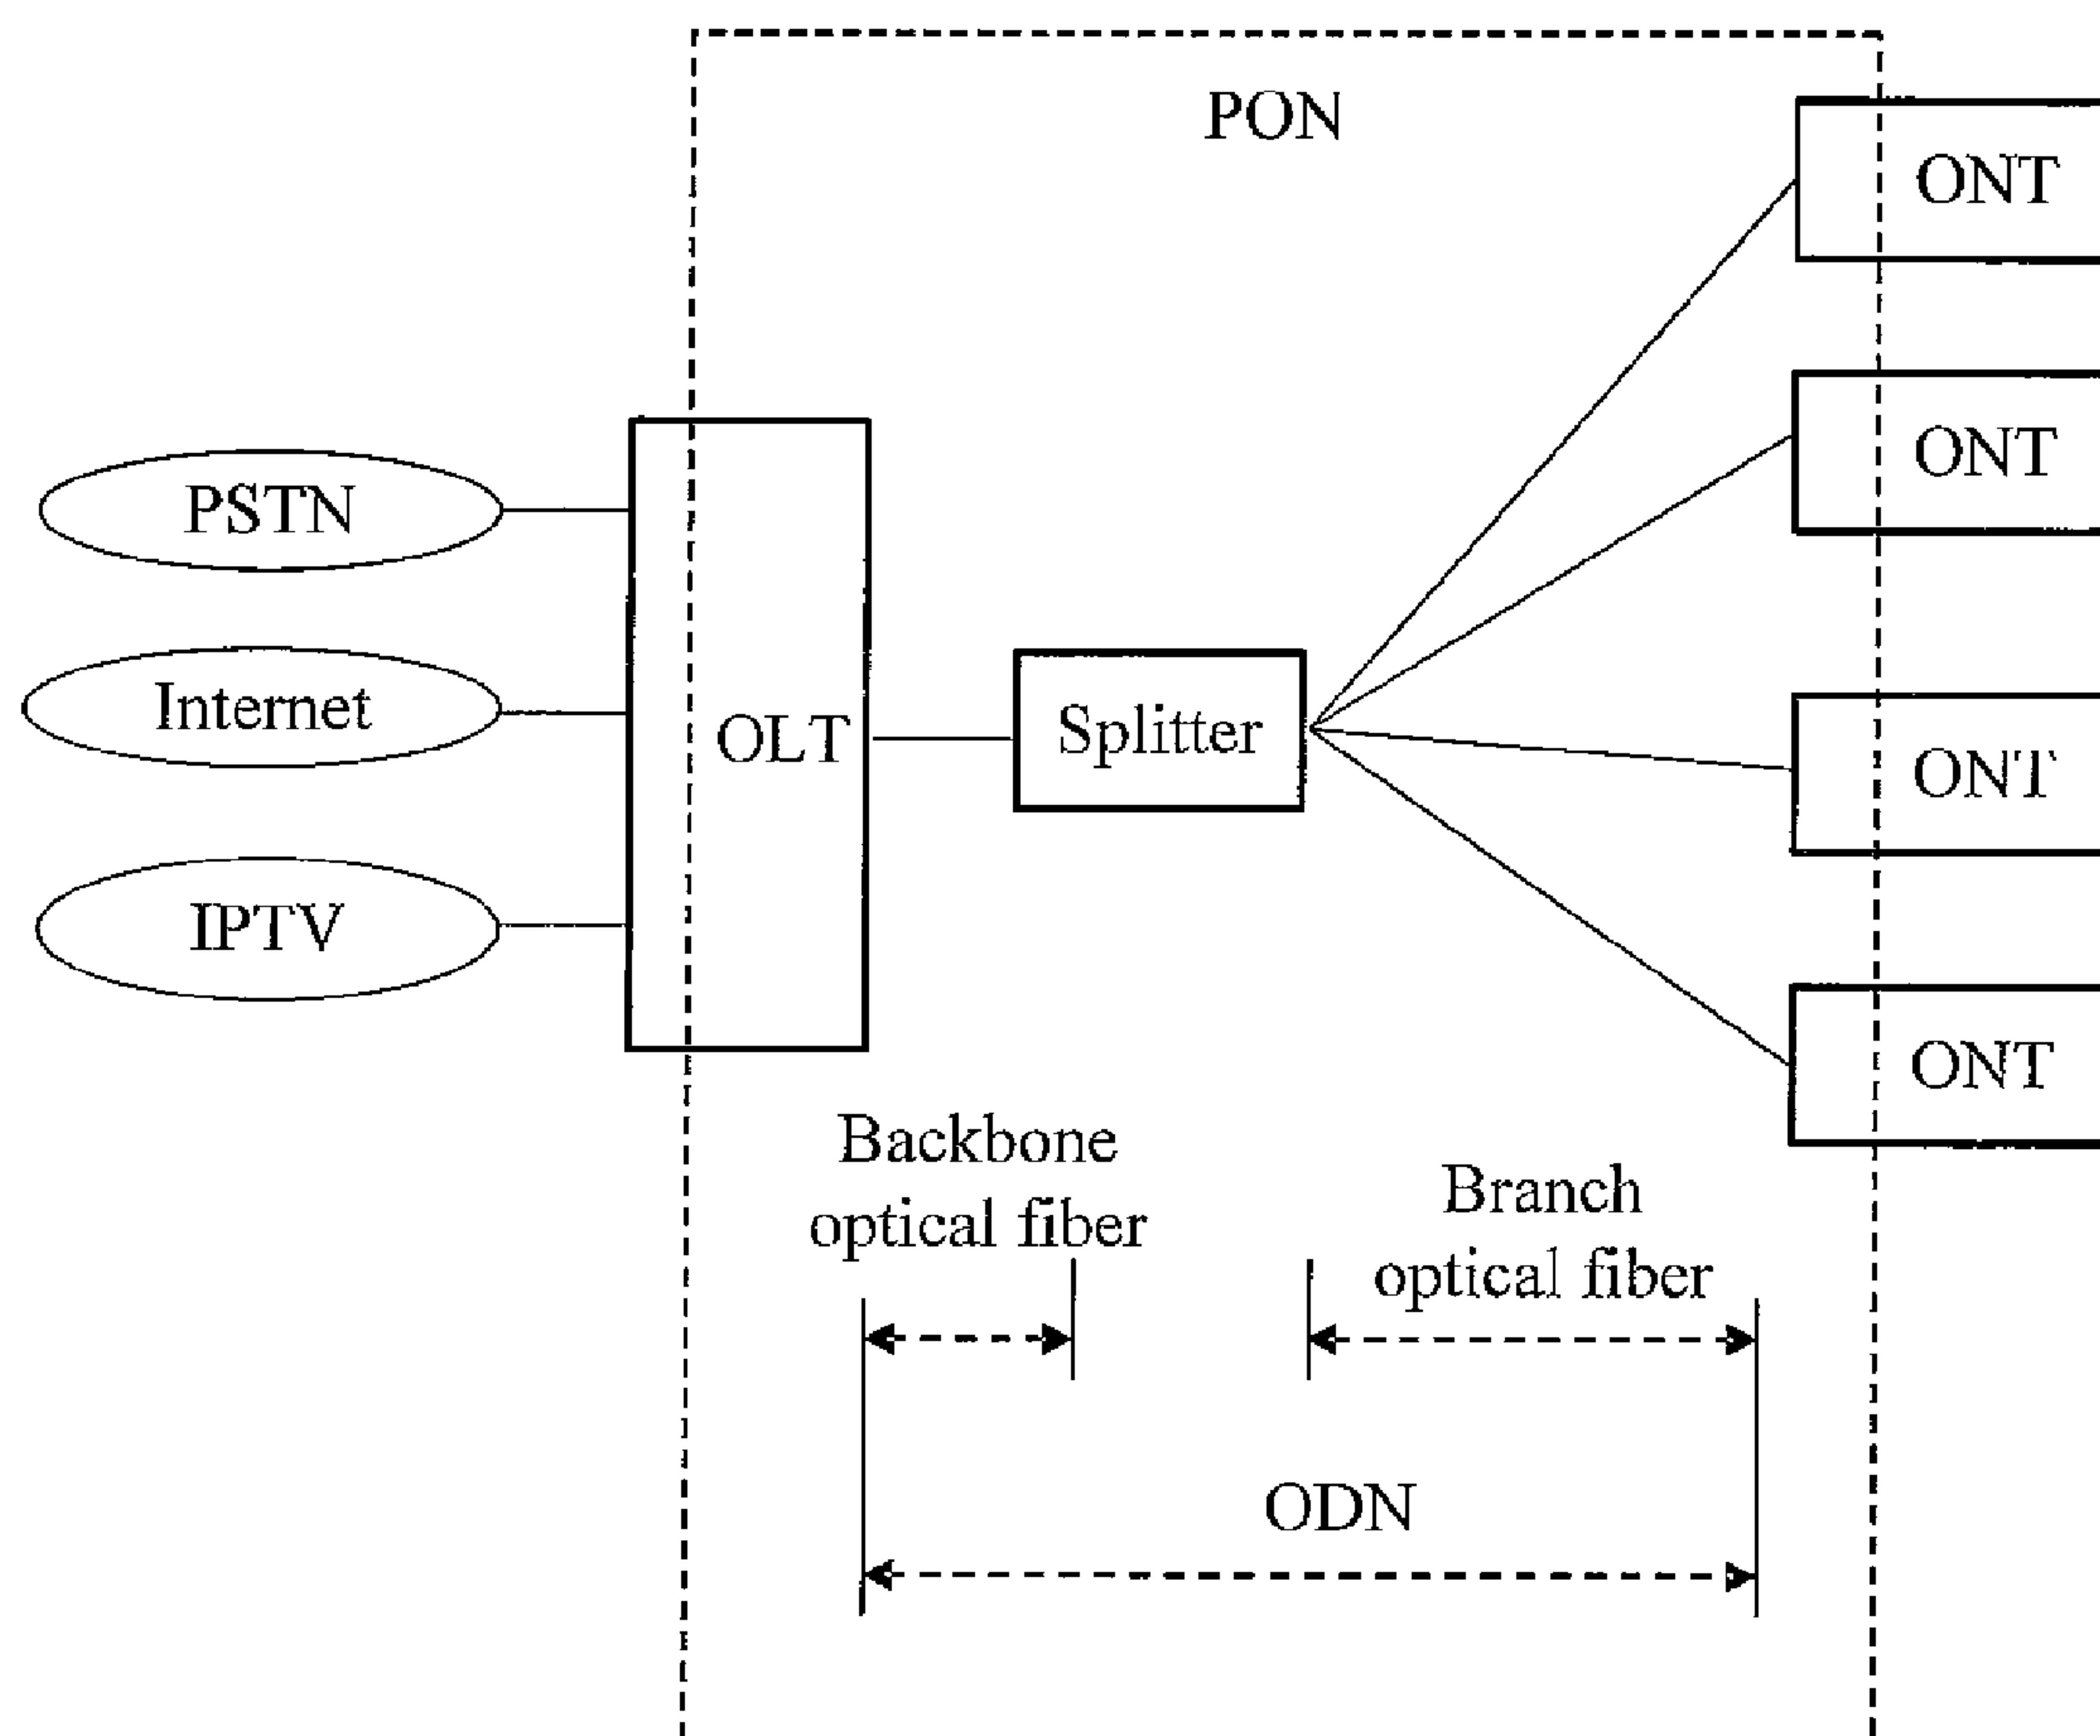 PON
ONT
ONT
PSTN
Internet
OLT
Splitter
ONT
IPTV
ONT
Backbone
optical fiber
Branch
optical fiber
ODN